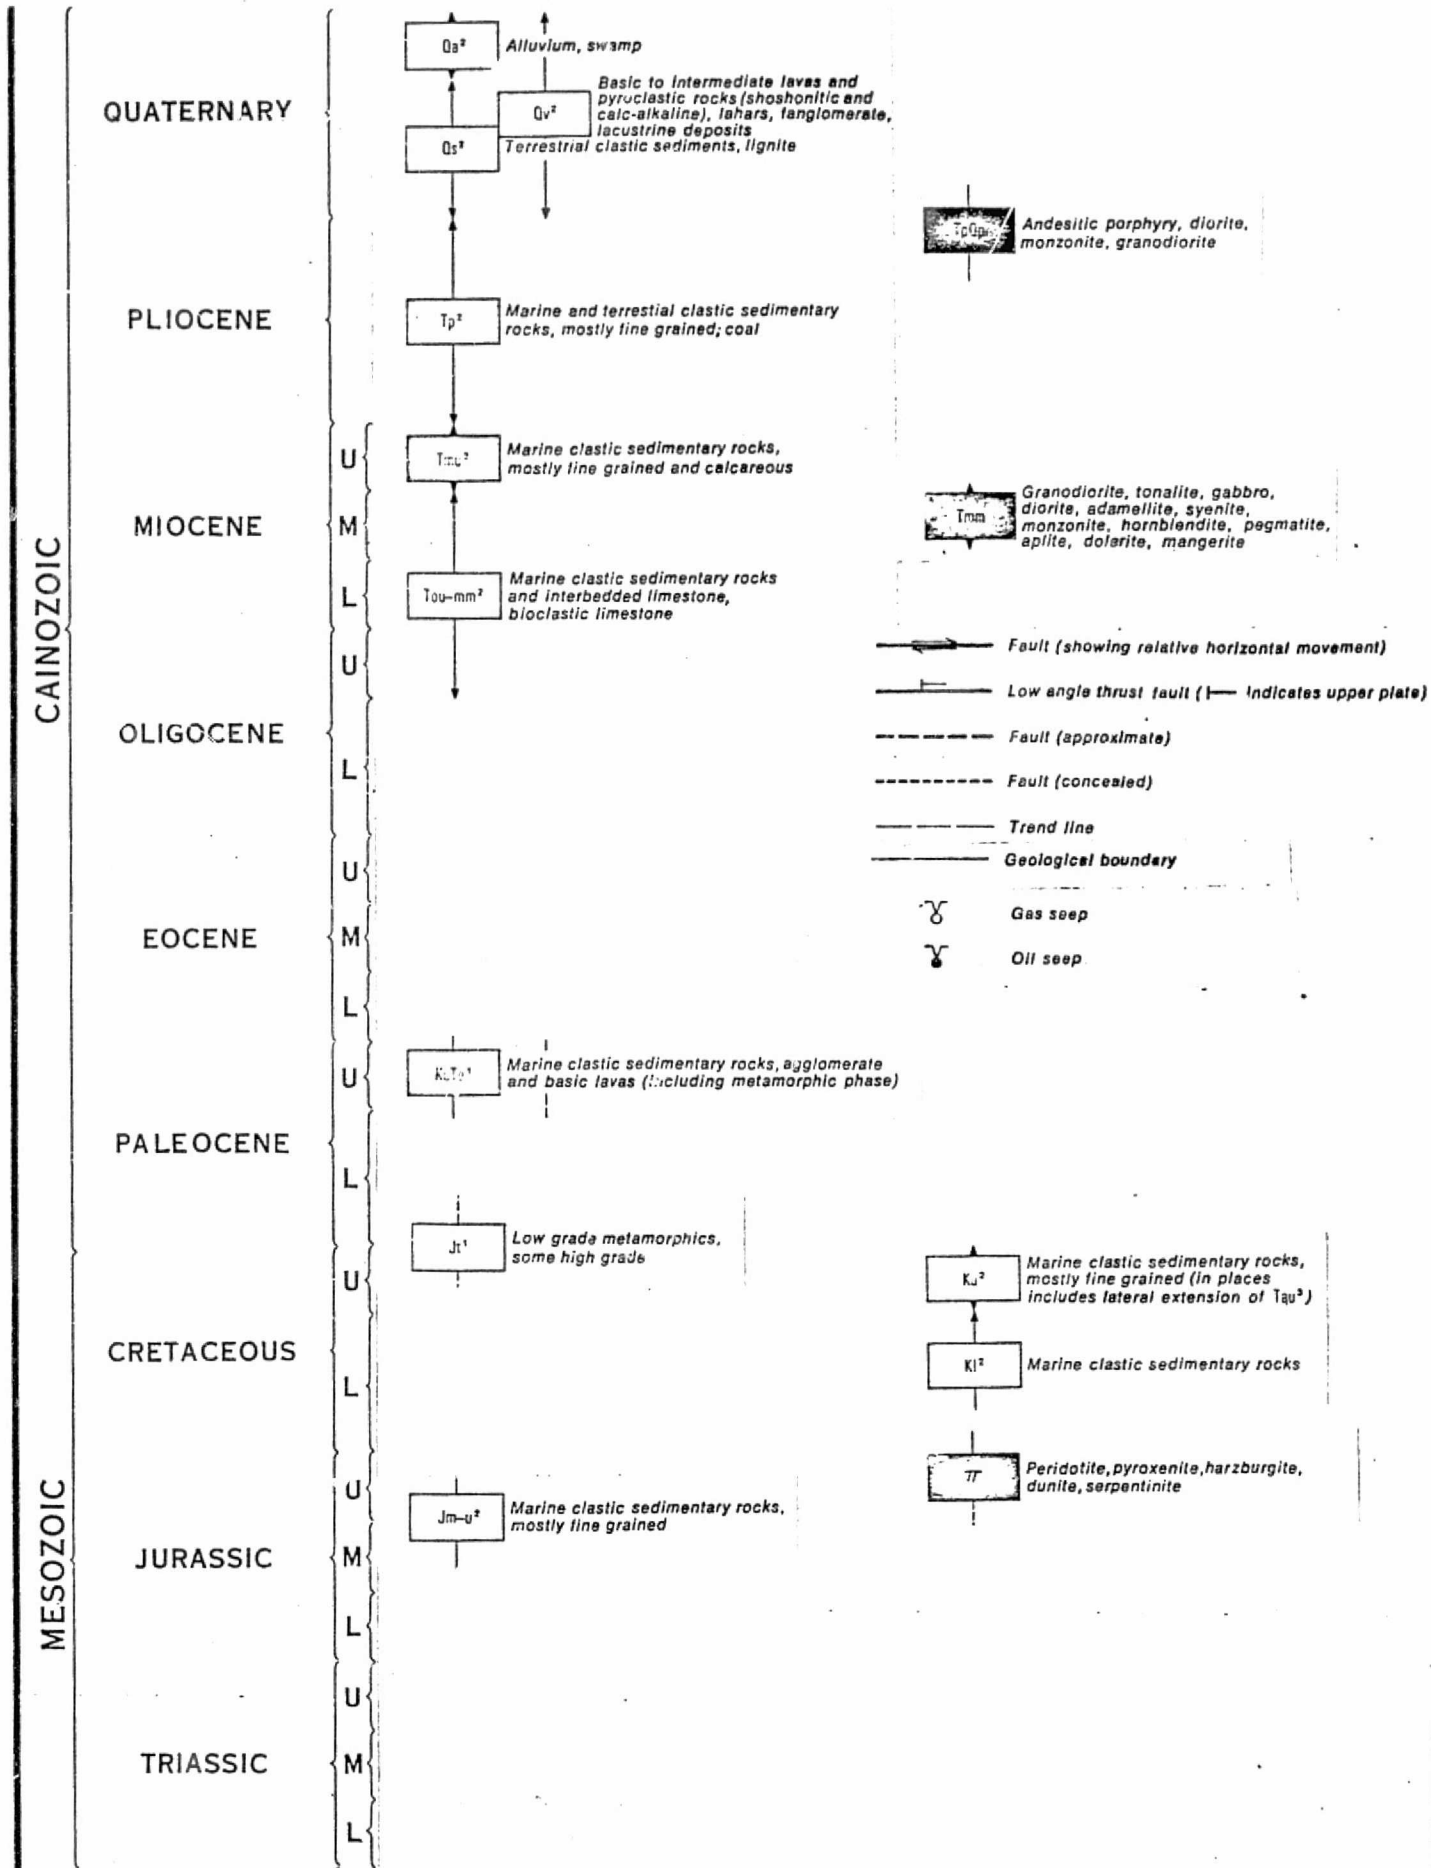 CAINOZOIC
MESOZOIC
QUATERNARY
PLIOCENE
MIOCENE
U
M
L
OLIGOCENE
U
L
EOCENE
U
M
L
PALEOCENE
U
L
CRETACEOUS
U
L
JURASSIC
U
M
L
TRIASSIC
U
M
L
Qa²
Alluvium, swamp
Qv²
Basic to Intermediate lavas and
pyroclastic rocks (shoshonitic and
calc-alkaline), lahars, fanglomerate,
lacustrine deposits
Qs²
Terrestrial clastic sediments, lignite
Tp²
Marine and terrestial clastic sedimentary
rocks, mostly fine grained; coal
Tmu²
Marine clastic sedimentary rocks,
mostly fine grained and calcareous
Tou-mm²
Marine clastic sedimentary rocks
and interbedded limestone,
bioclastic limestone
Marine clastic sedimentary rocks, agglomerate
and basic lavas (including metamorphic phase)
Low grade metamorphics,
some high grade
Jm-u²
Marine clastic sedimentary rocks,
mostly fine grained
TpQp
Andesitic porphyry, diorite,
monzonite, granodiorite
Tmm
Granodiorite, tonalite, gabbro,
diorite, adamellite, syenite,
monzonite, hornblendite, pegmatite,
aplite, dolerite, mangerite
Fault (showing relative horizontal movement)
Low angle thrust fault ( Indicates upper plate)
Fault (approximate)
Fault (concealed)
Trend line
Geological boundary
Gas seep
Oil seep
Ku²
Marine clastic sedimentary rocks,
mostly fine grained (in places
includes lateral extension of Tqu³)
Kl²
Marine clastic sedimentary rocks
π
Peridotite, pyroxenite, harzburgite,
dunite, serpentinite